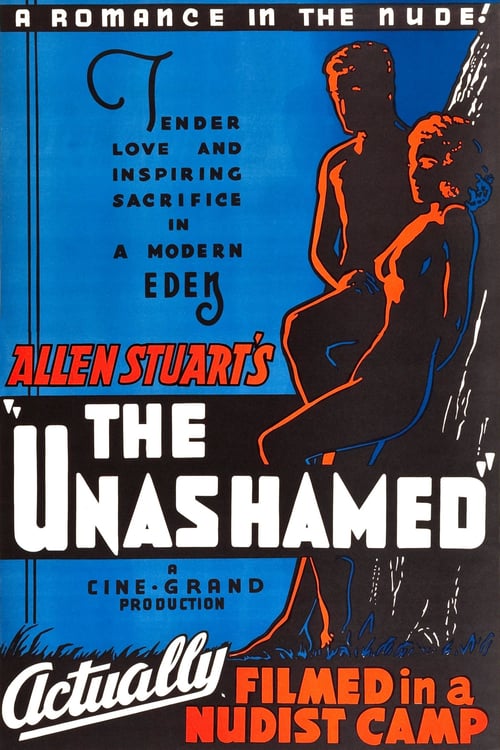 A ROMANCE IN THE NUDE!
TENDER
LOVE AND
INSPIRING
SACRIFICE
IN
A MODERN
EDEN
ALLEN STUART'S
"THE
UNASHAMED"
A
CINE-GRAND
PRODUCTION
Actually
FILMED in a
NUDIST CAMP